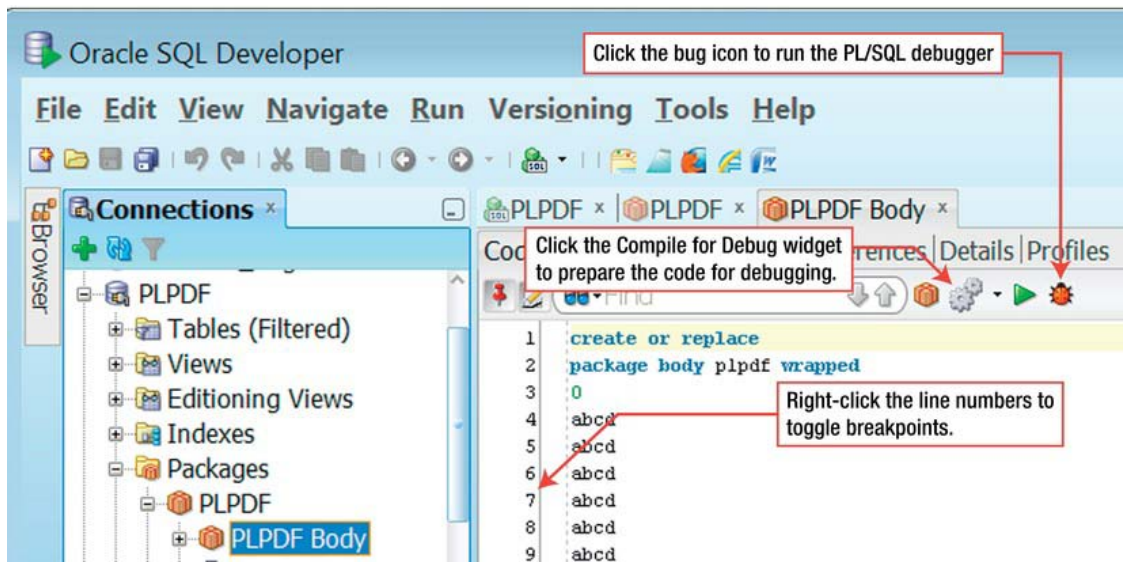 Oracle SQL Developer
Click the bug icon to run the PL/SQL debugger
File Edit View Navigate Run Versioning Tools Help
SQL
W
Browser
Connections
PLPDF
PLPDF
PLPDF Body
Click the Compile for Debug widget
to prepare the code for debugging.
Details
Profiles
PLPDF
Tables (Filtered)
Views
Editioning Views
Indexes
Packages
PLPDF
PLPDF Body
1 create or replace
2 package body plpdf wrapped
3 0
4 abcd
5 abcd
6 abcd
7 abcd
8 abcd
9 abcd
Right-click the line numbers to
toggle breakpoints.